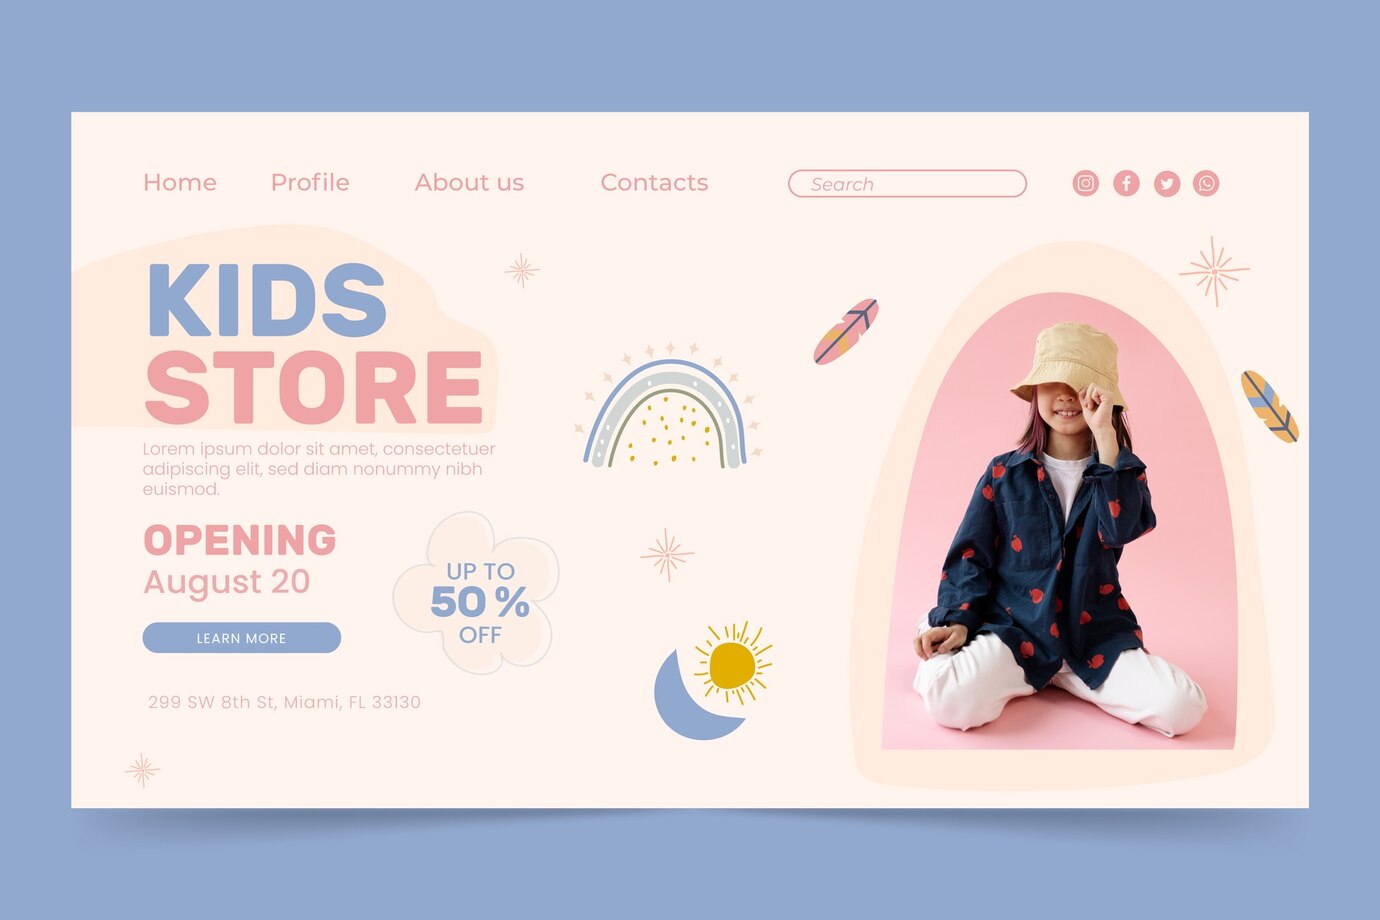 Home Profile About us Contacts Search
KIDS
STORE
Lorem ipsum dolor sit amet, consectetuer
adipiscing elit, sed diam nonummy nibh
euismod.
OPENING
August 20
UP TO
50 %
OFF
LEARN MORE
299 SW 8th St, Miami, FL 33130